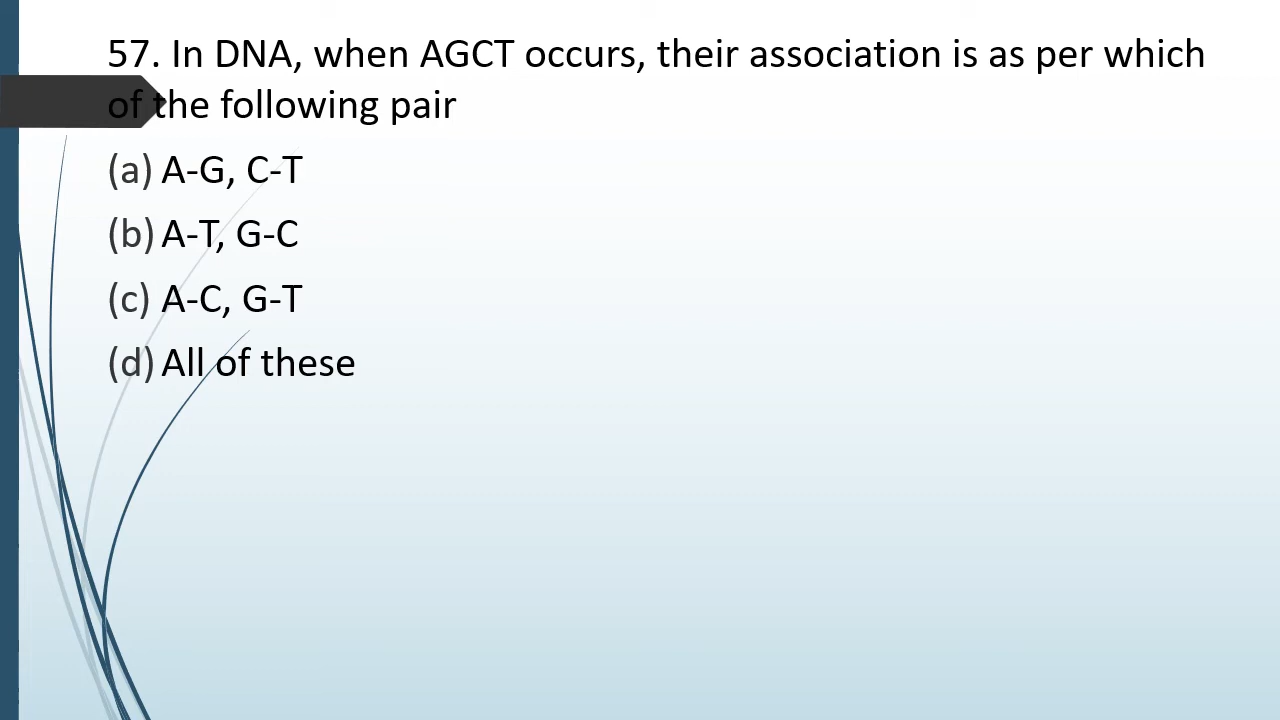 57. In DNA, when AGCT occurs, their association is as per which
of the following pair
(a) A-G, C-T
(b) A-T, G-C
(c) A-C, G-T
(d) All of these